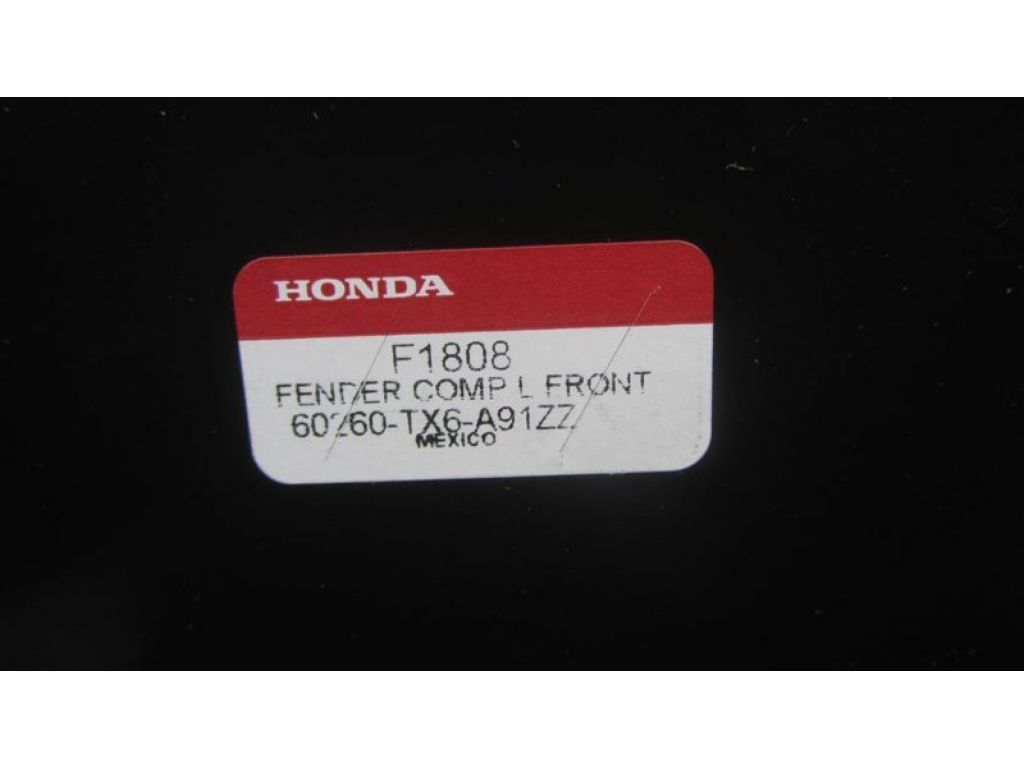 HONDA
F1808
FENDER COMP L FRONT
60260-TX6-A91ZZ
MEXICO